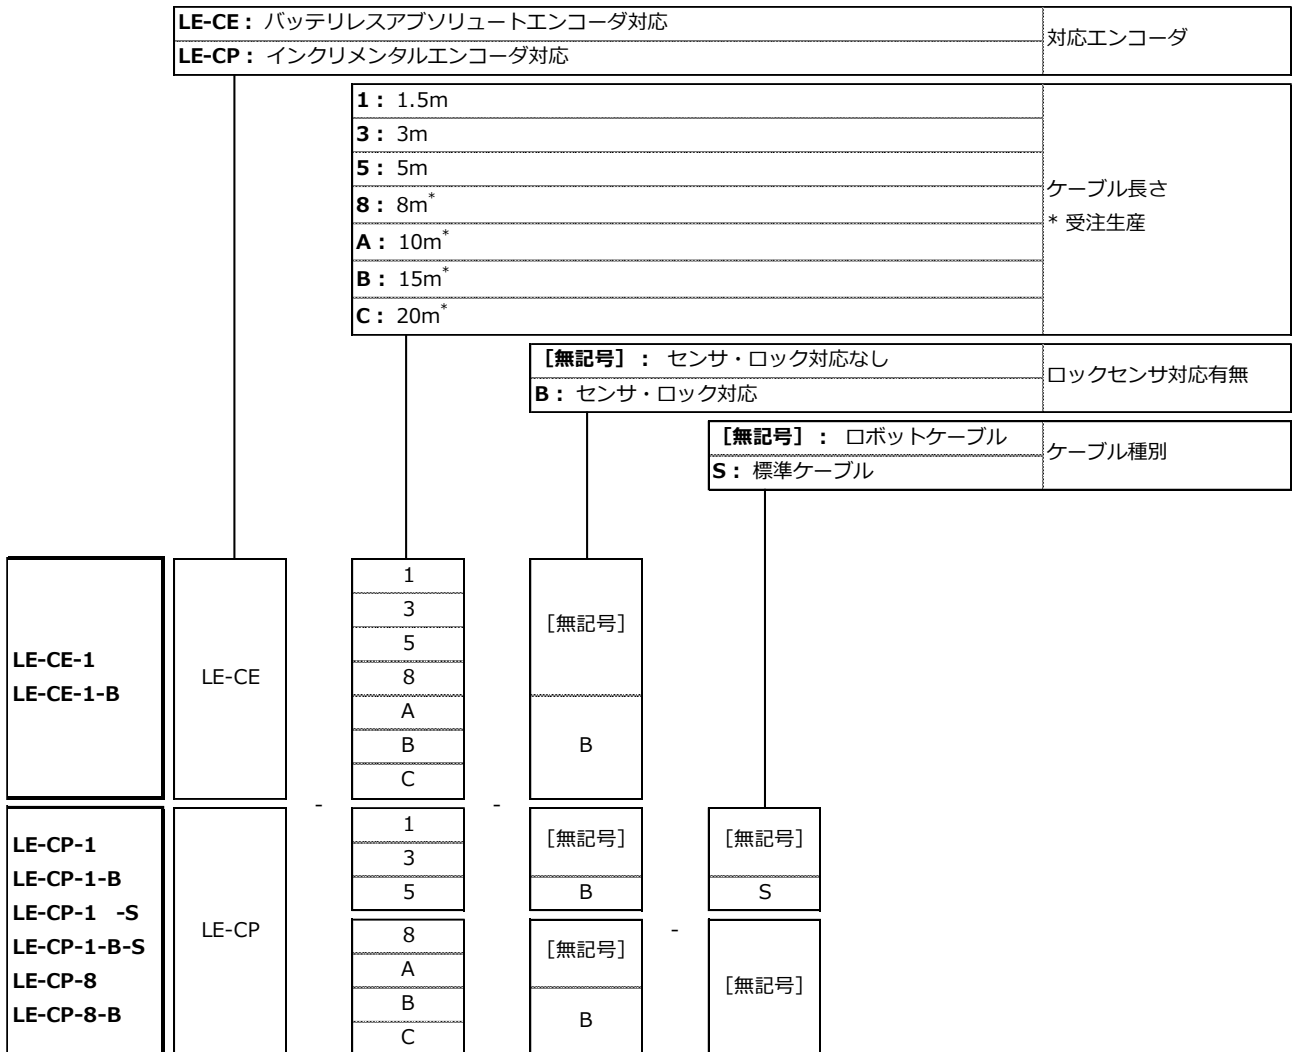 LE-CE： バッテリレスアブソリュートエンコーダ対応
LE-CP： インクリメンタルエンコーダ対応
対応エンコーダ
1： 1.5m
3： 3m
5： 5m
8： 8m*
A： 10m*
B： 15m*
C： 20m*
ケーブル長さ
* 受注生産
［無記号］： センサ・ロック対応なし
B： センサ・ロック対応
ロックセンサ対応有無
［無記号］： ロボットケーブル
S： 標準ケーブル
ケーブル種別
LE-CE-1
LE-CE-1-B
LE-CE
1
3
5
8
A
B
C
［無記号］
B
-
-
LE-CP-1
LE-CP-1-B
LE-CP-1 -S
LE-CP-1-B-S
LE-CP-8
LE-CP-8-B
LE-CP
1
3
5
［無記号］
B
［無記号］
S
8
A
B
C
［無記号］
B
-
［無記号］